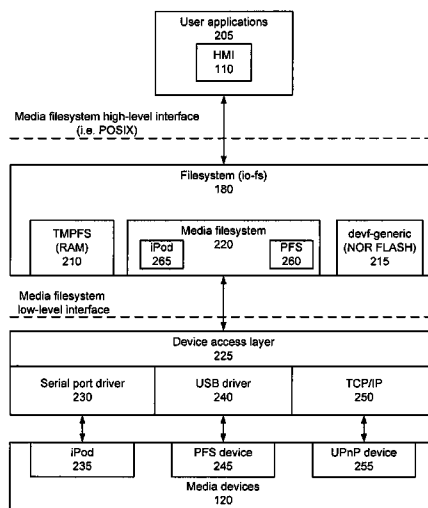 User applications
205
HMI
110
Media filesystem high-level interface
(i.e. POSIX)
Filesystem (io-fs)
180
TMPFS
(RAM)
210
Media filesystem
220
iPod
265
PFS
260
devf-generic
(NOR FLASH)
215
Media filesystem
low-level interface
Device access layer
225
Serial port driver
230
USB driver
240
TCP/IP
250
iPod
235
PFS device
245
UPnP device
255
Media devices
120